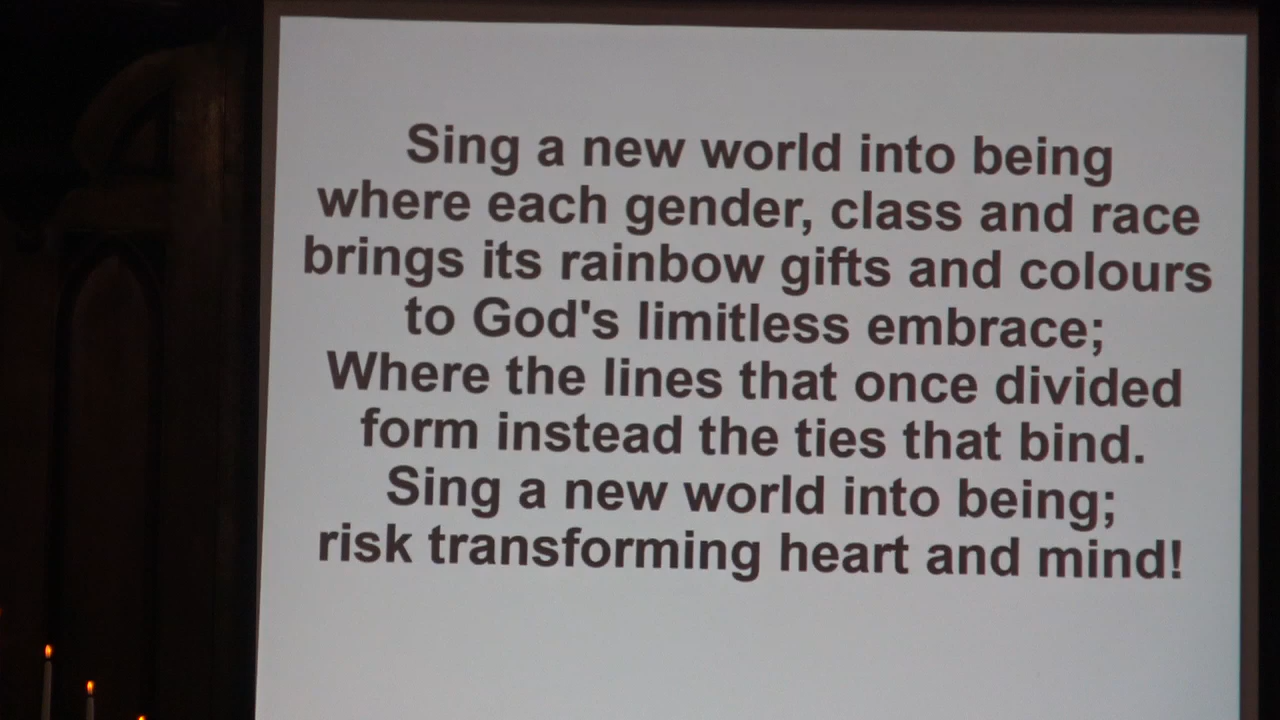 Sing a new world into being
where each gender, class and race
brings its rainbow gifts and colours
to God's limitless embrace;
Where the lines that once divided
form instead the ties that bind.
Sing a new world into being;
risk transforming heart and mind!